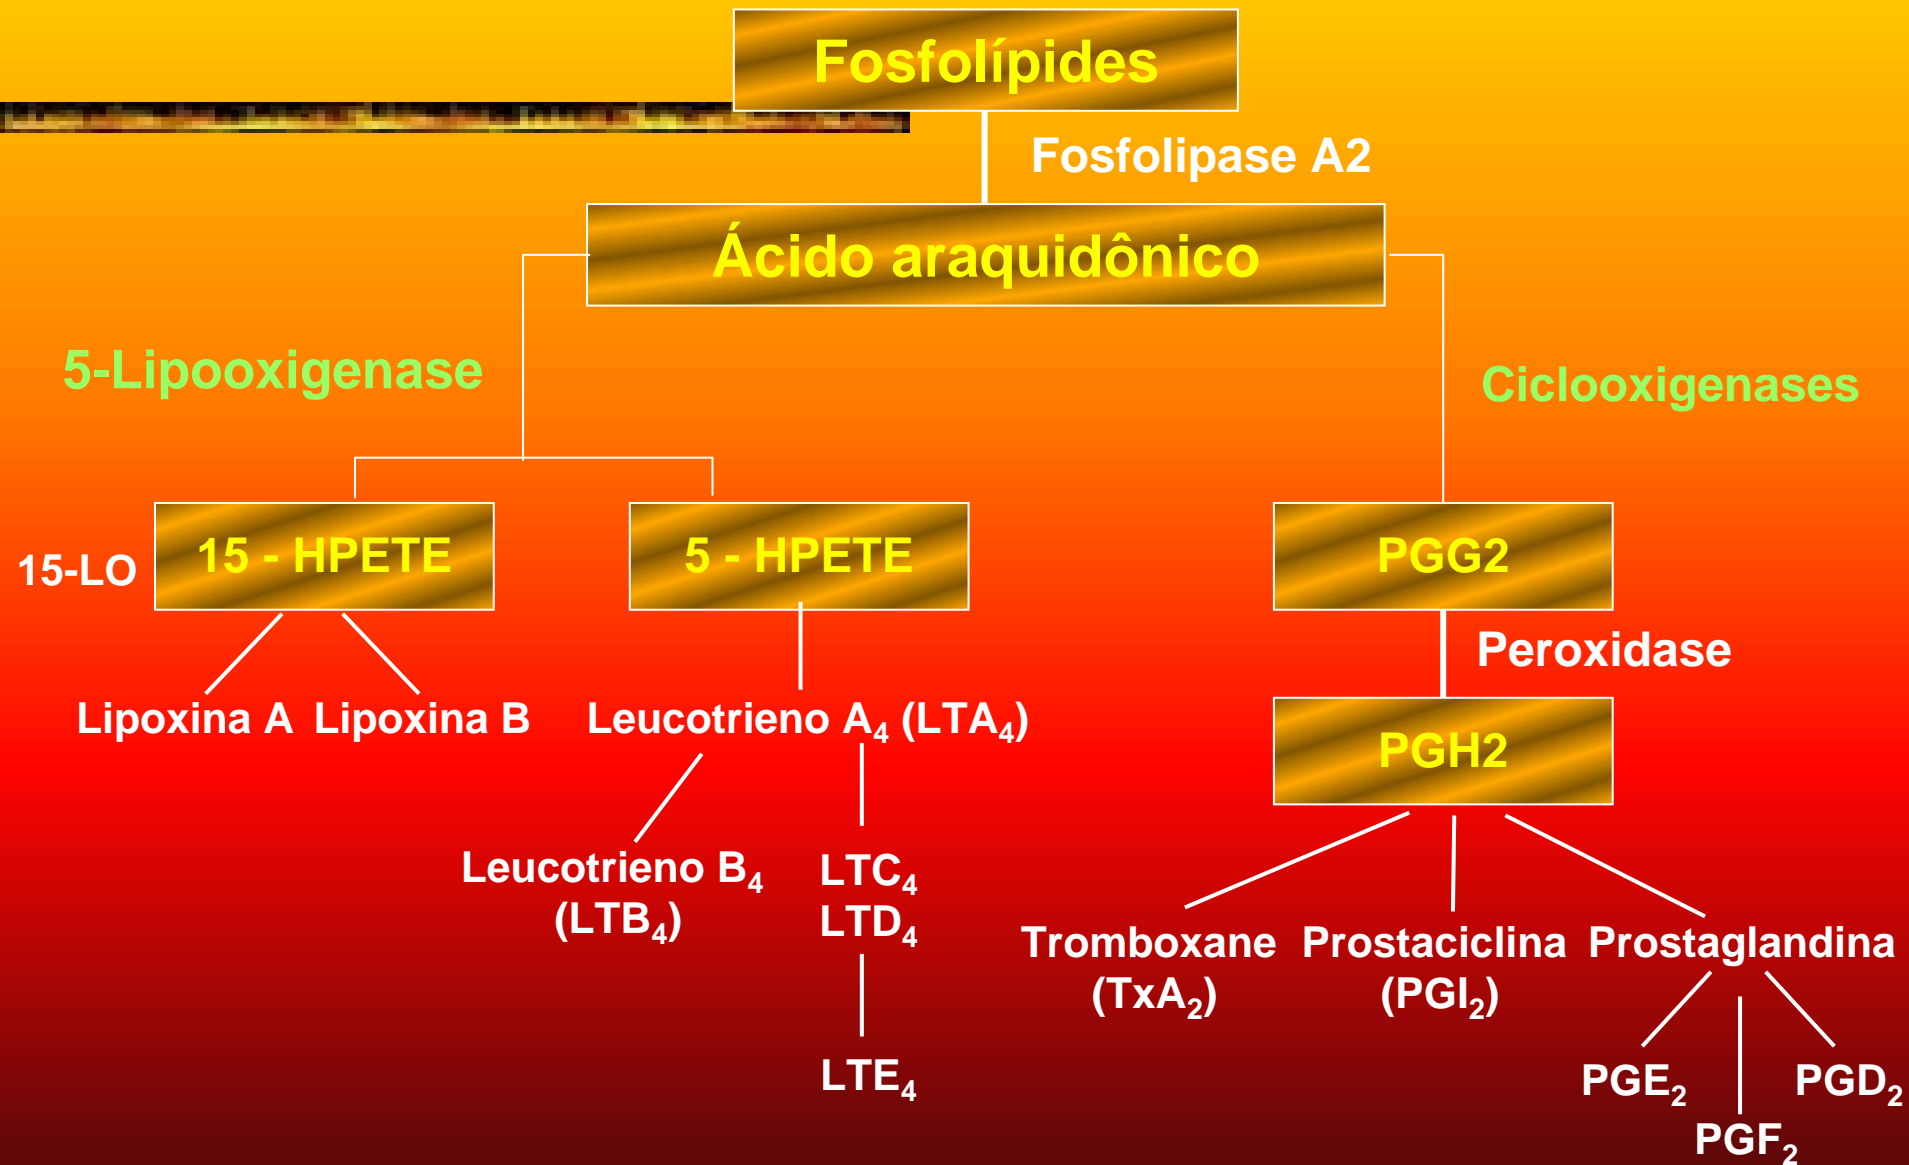 Fosfolípides
Fosfolipase A2
Ácido araquidônico
5-Lipooxigenase
Ciclooxigenases
15-LO
15 - HPETE
5 - HPETE
PGG2
Peroxidase
Lipoxina A
Lipoxina B
Leucotrieno A₄ (LTA₄)
PGH2
Leucotrieno B₄
(LTB₄)
LTC₄
LTD₄
LTE₄
Tromboxane
(TxA₂)
Prostaciclina
(PGI₂)
Prostaglandina
PGE₂
PGF₂
PGD₂